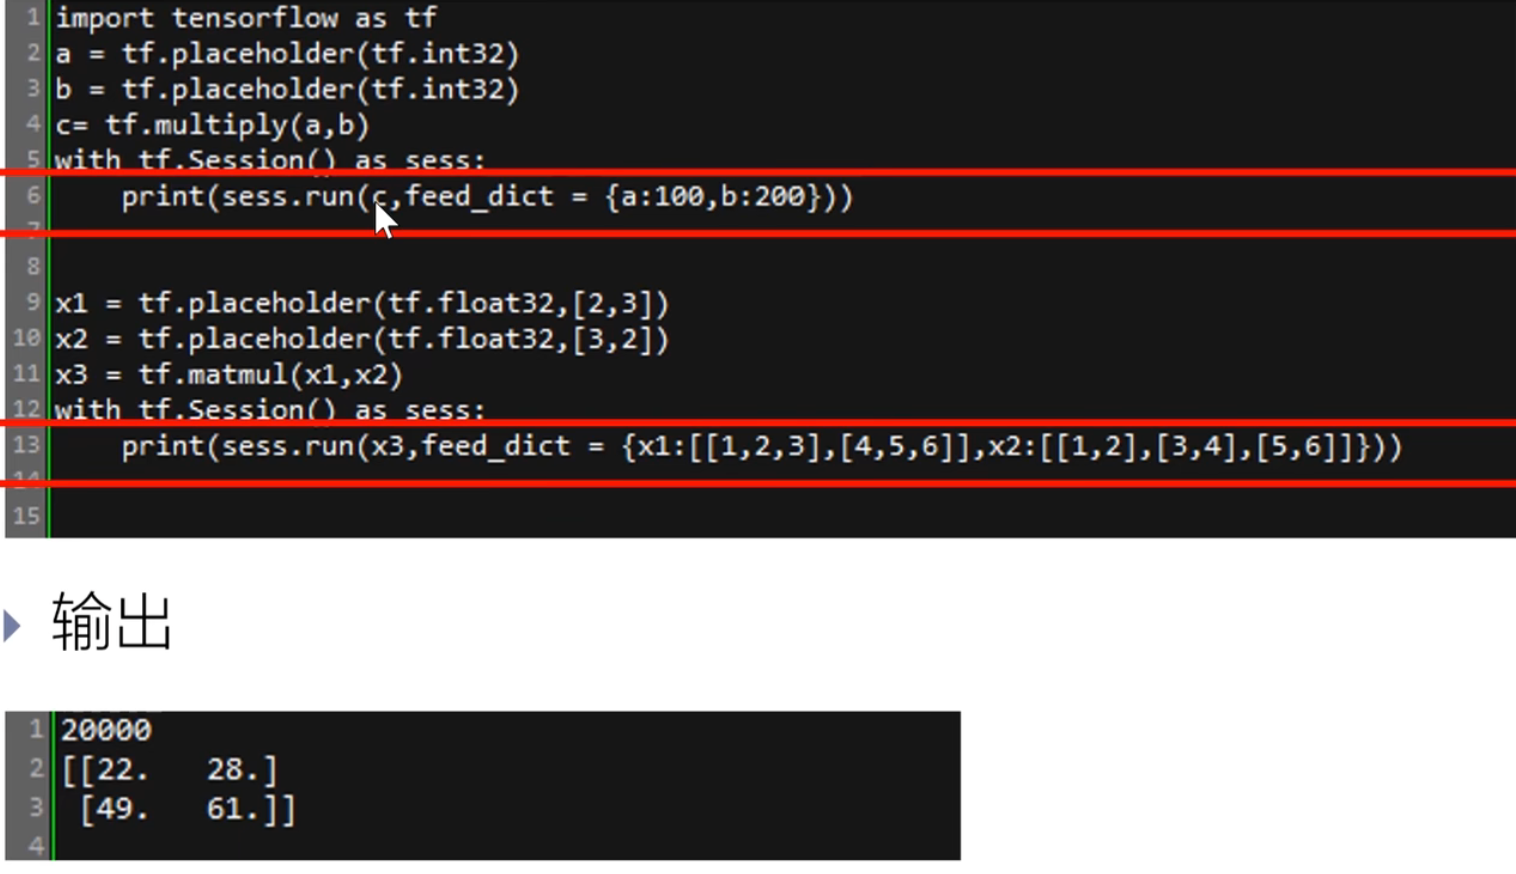 1 import tensorflow as tf
2 a = tf.placeholder(tf.int32)
3 b = tf.placeholder(tf.int32)
4 c= tf.multiply(a,b)
5 with tf.Session() as sess:
6 print(sess.run(c,feed_dict = {a:100,b:200}))
7
8
9 x1 = tf.placeholder(tf.float32,[2,3])
10 x2 = tf.placeholder(tf.float32,[3,2])
11 x3 = tf.matmul(x1,x2)
12 with tf.Session() as sess:
13 print(sess.run(x3,feed_dict = {x1:[[1,2,3],[4,5,6]],x2:[[1,2],[3,4],[5,6]]}))
14
15
输出
1 20000
2 [[22. 28.]
3 [49. 61.]]
4